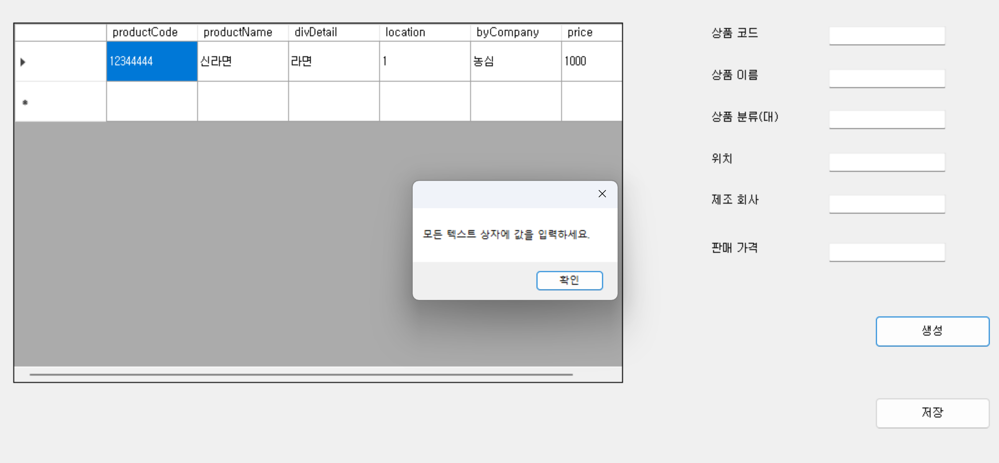 productCode productName divDetail location byCompany price
12344444 신라면 라면 1 농심 1000
모든 텍스트 상자에 값을 입력하세요.
확인
상품 코드
상품 이름
상품 분류(대)
위치
제조 회사
판매 가격
생성
저장